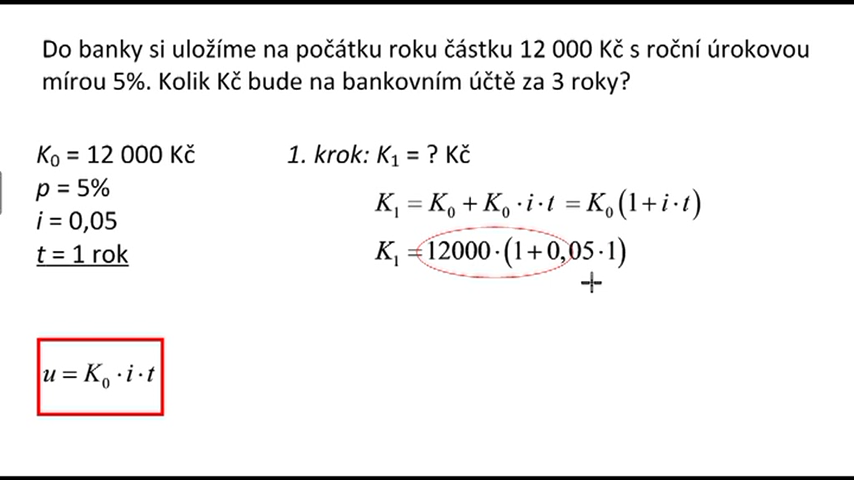 Do banky si uložíme na počátku roku částku 12 000 Kč s roční úrokovou
mírou 5%. Kolik Kč bude na bankovním účtě za 3 roky?
K₀ = 12 000 Kč
p = 5%
i = 0,05
t = 1 rok
1. krok: K₁ = ? Kč
K₁ = K₀ + K₀ · i · t = K₀ (1 + i · t)
K₁ = 12000 · (1 + 0,05 · 1)
u = K₀ · i · t